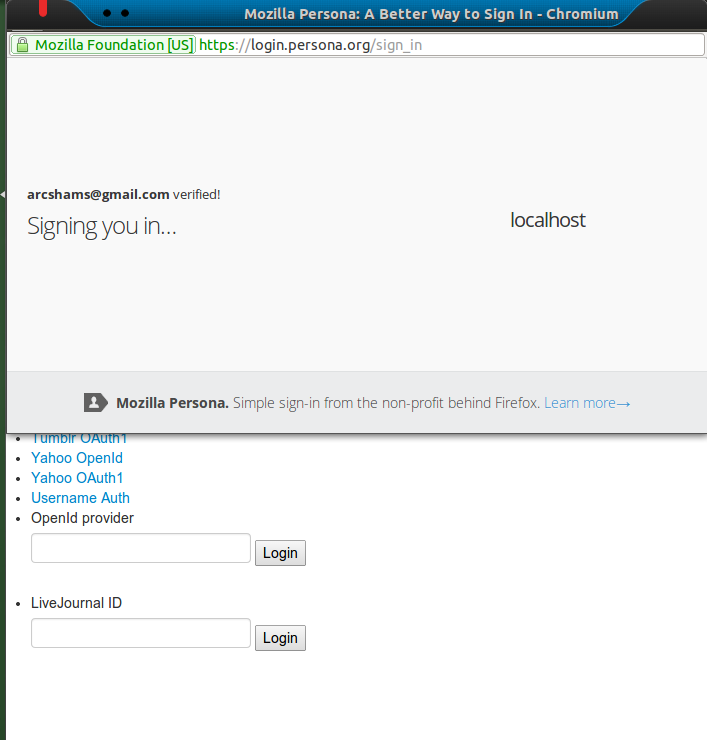 Mozilla Persona: A Better Way to Sign In - Chromium
Mozilla Foundation [US] https://login.persona.org/sign_in
arcshams@gmail.com verified!
Signing you in...
localhost
Mozilla Persona. Simple sign-in from the non-profit behind Firefox. Learn more→
Tumblr OAuth1
Yahoo OpenId
Yahoo OAuth1
Username Auth
OpenId provider
Login
LiveJournal ID
Login